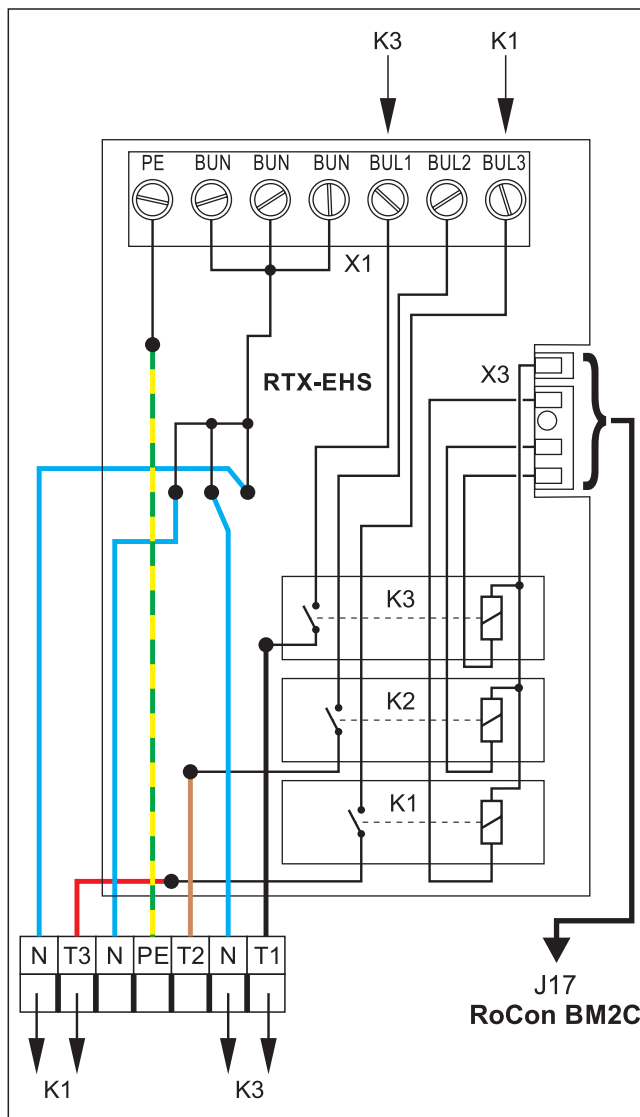 K3 K1
PE BUN BUN BUN BUL1 BUL2 BUL3
X1
RTX-EHS
X3
K3
K2
K1
N T3 N PE T2 N T1
J17
RoCon BM2C
K1 K3